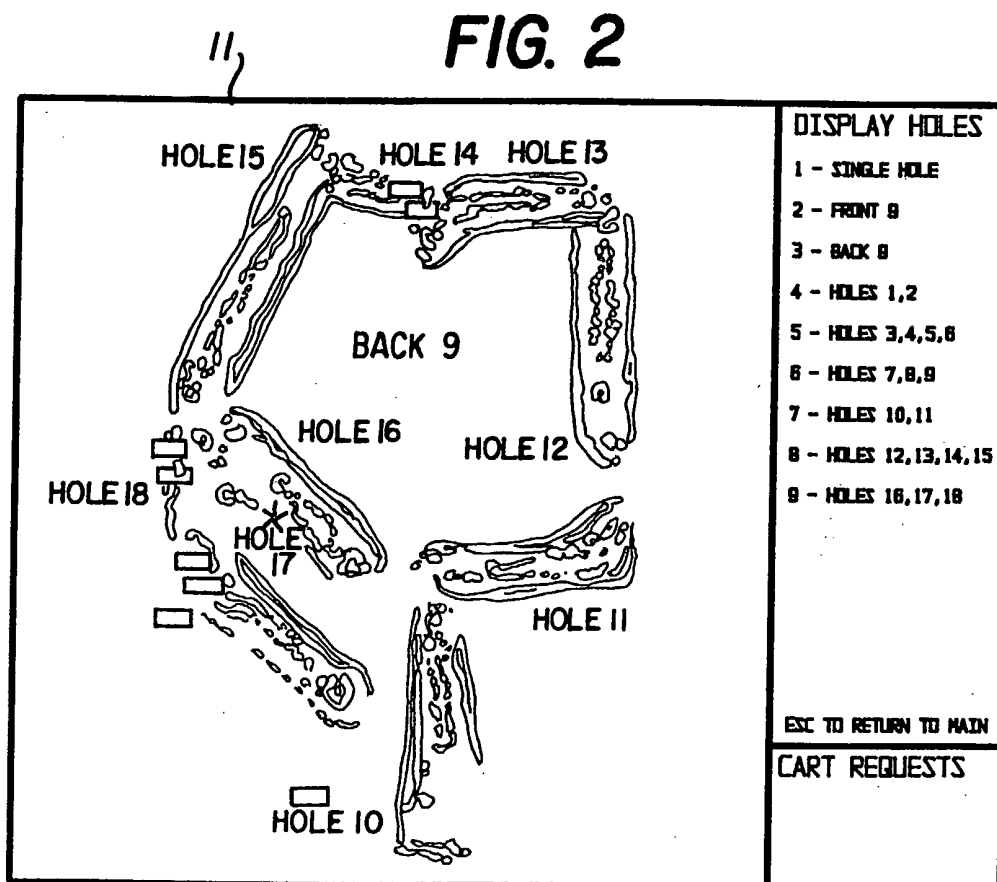 FIG. 2
11
HOLE 15
HOLE 14
HOLE 13
BACK 9
HOLE 16
HOLE 12
HOLE 18
HOLE 17
HOLE 11
HOLE 10
DISPLAY HOLES
1 - SINGLE HOLE
2 - FRONT 9
3 - BACK 9
4 - HOLES 1,2
5 - HOLES 3,4,5,6
6 - HOLES 7,8,9
7 - HOLES 10,11
8 - HOLES 12,13,14,15
9 - HOLES 16,17,18
ESC TO RETURN TO MAIN
CART REQUESTS